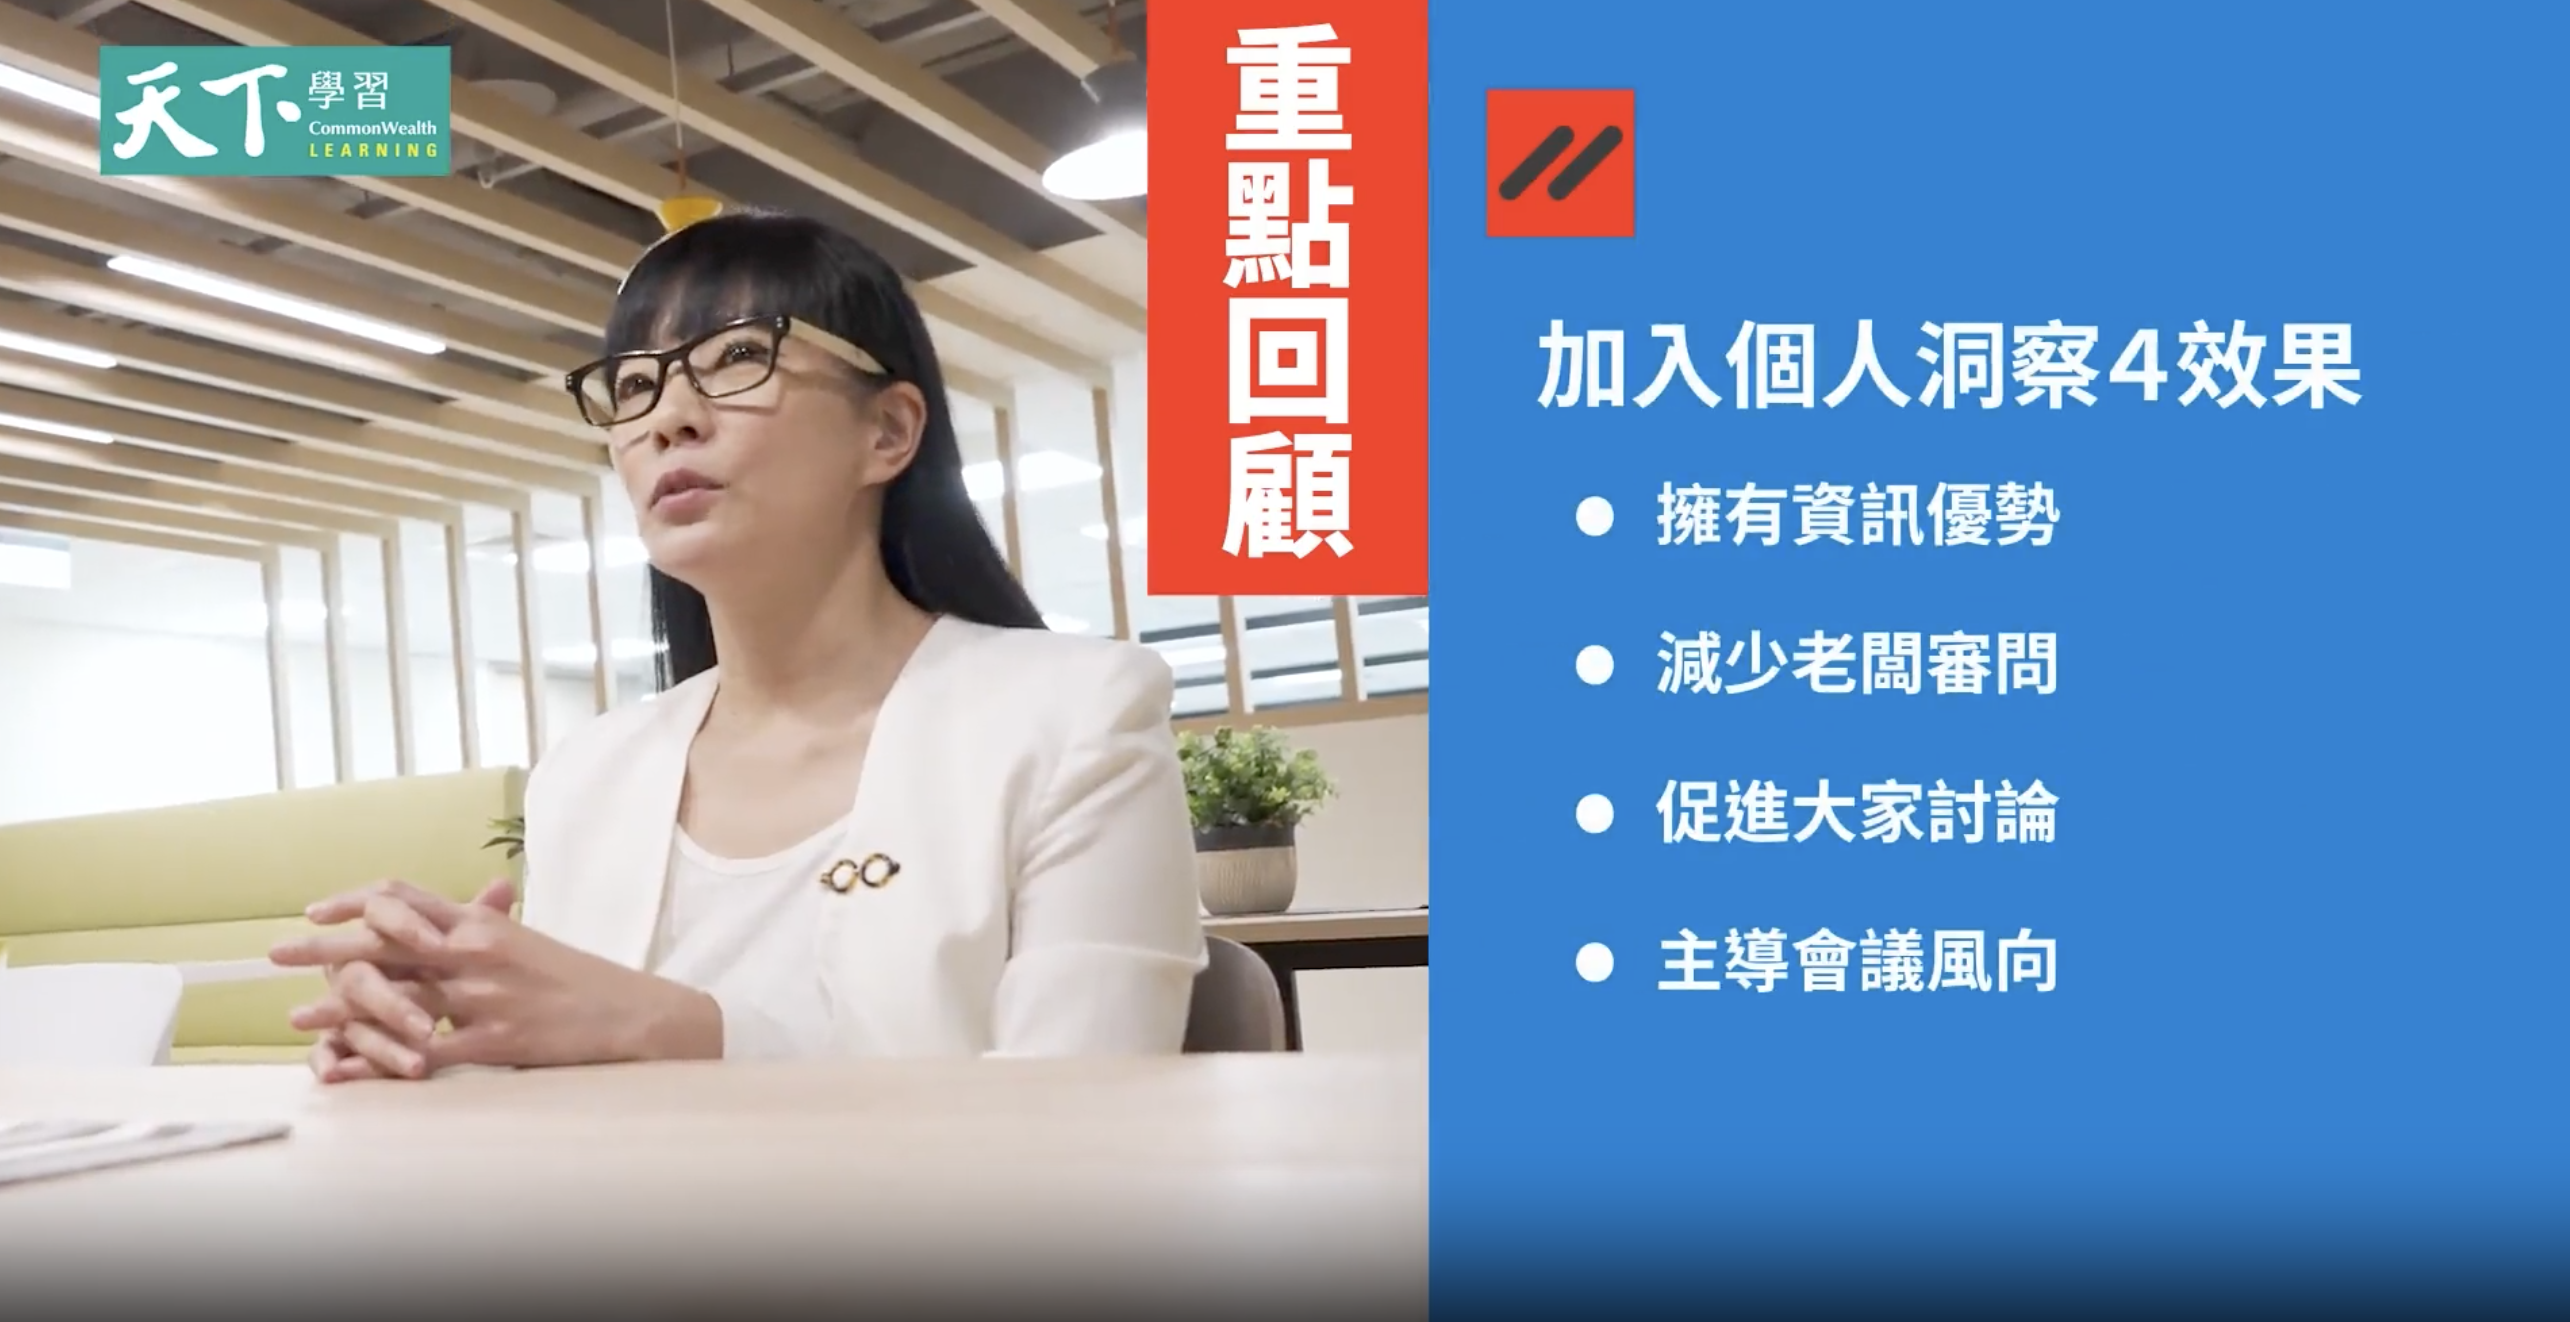 天下學習
CommonWealth
LEARNING
重點回顧
加入個人洞察4效果
● 擁有資訊優勢
● 減少老闆審問
● 促進大家討論
● 主導會議風向